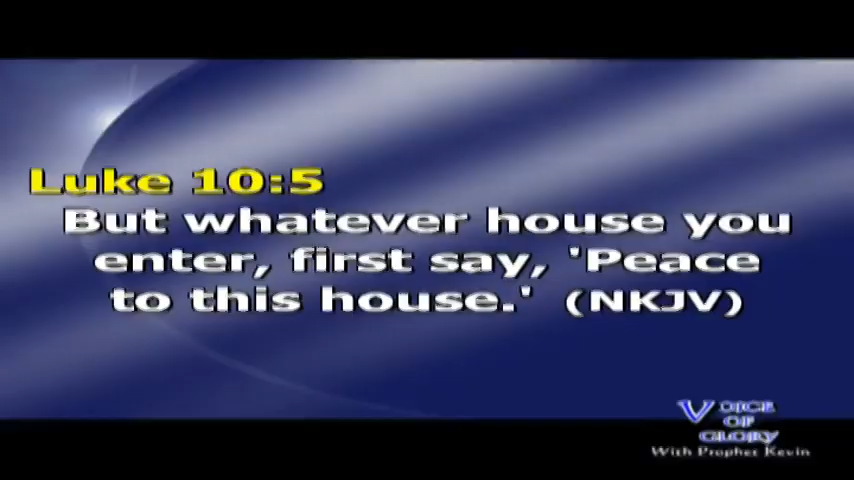 Luke 10:5
But whatever house you
enter, first say, 'Peace
to this house.' (NKJV)
VOICE
OF
GLORY
With Prophet Kevin